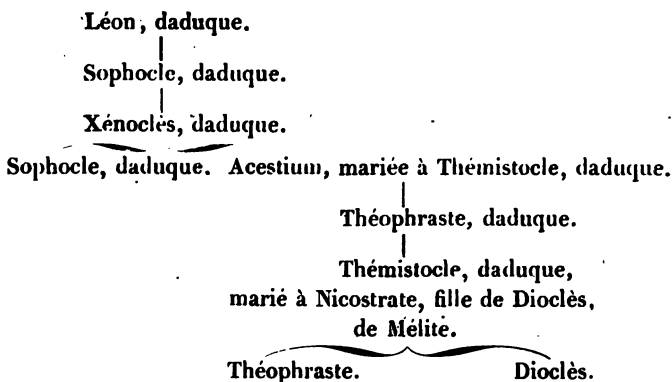 Léon, daduque.
Sophocle, daduque.
Xénoclès, daduque.
Sophocle, daduque. Acestium, mariée à Thémistocle, daduque.
Théophraste, daduque.
Thémistocle, daduque,
marié à Nicostrate, fille de Dioclès,
de Mélite.
Théophraste. Dioclès.